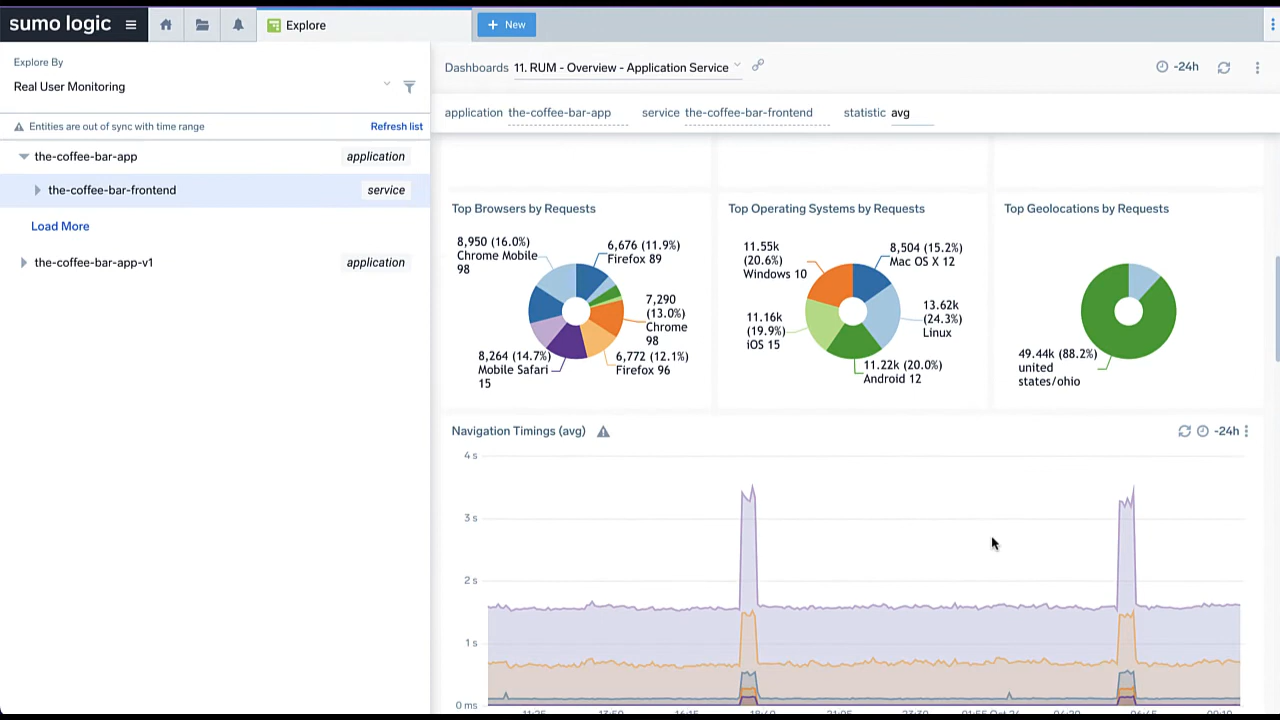 sumo logic
Explore
+ New
Explore By
Real User Monitoring
Entities are out of sync with time range
Refresh list
the-coffee-bar-app
application
the-coffee-bar-frontend
service
Load More
the-coffee-bar-app-v1
application
Dashboards
11. RUM - Overview - Application Service
-24h
application the-coffee-bar-app
service the-coffee-bar-frontend
statistic avg
Top Browsers by Requests
8,950 (16.0%)
Chrome Mobile
98
6,676 (11.9%)
Firefox 89
7,290
(13.0%)
Chrome
98
8,264 (14.7%)
Mobile Safari
15
6,772 (12.1%)
Firefox 96
Top Operating Systems by Requests
11.55k
(20.6%)
Windows 10
8,504 (15.2%)
Mac OS X 12
13.62k
(24.3%)
Linux
11.16k
(19.9%)
iOS 15
11.22k (20.0%)
Android 12
Top Geolocations by Requests
49.44k (88.2%)
united
states/ohio
Navigation Timings (avg)
-24h
4 s
3 s
2 s
1 s
0 ms